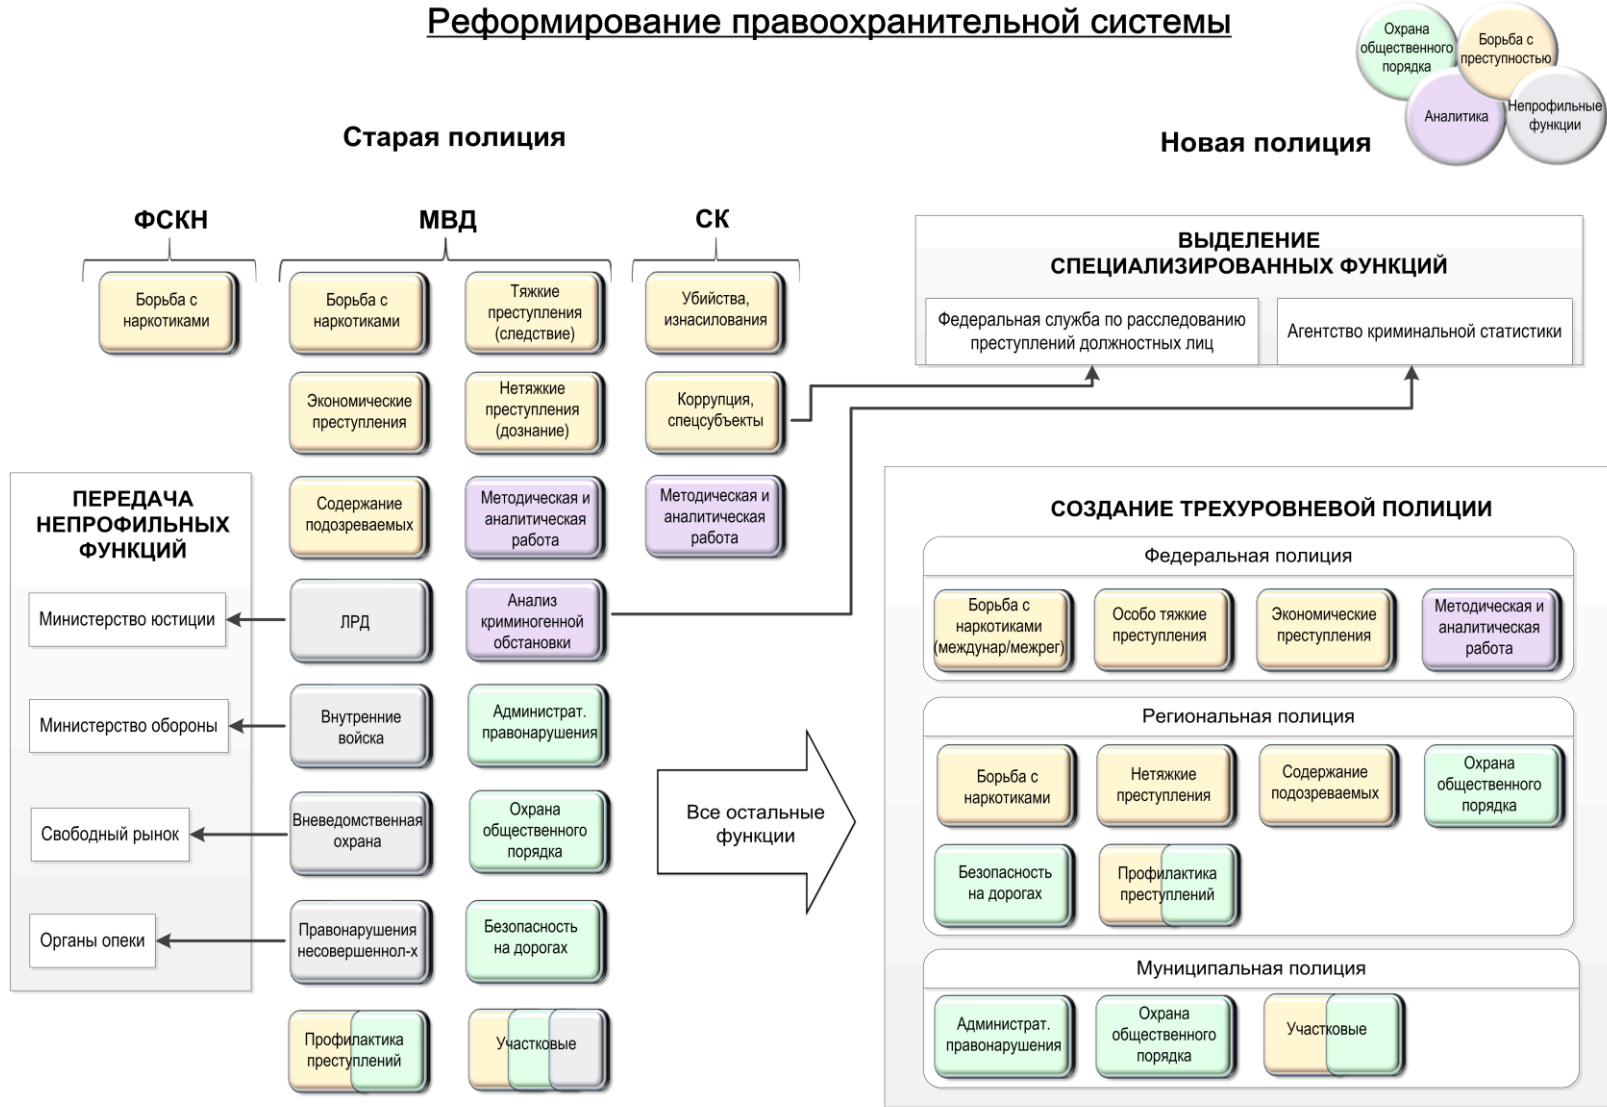 Реформирование правоохранительной системы
Охрана
общественного
порядка
Борьба с
преступностью
Аналитика
Непрофильные
функции
Старая полиция
Новая полиция
ФСКН
МВД
СК
Борьба с
наркотиками
Борьба с
наркотиками
Тяжкие
преступления
(следствие)
Убийства,
изнасилования
Экономические
преступления
Нетяжкие
преступления
(дознание)
Коррупция,
спецсубъекты
Содержание
подозреваемых
Методическая и
аналитическая
работа
Методическая и
аналитическая
работа
ЛРД
Анализ
криминогенной
обстановки
Внутренние
войска
Администрат.
правонарушения
Вневедомственная
охрана
Охрана
общественного
порядка
Правонарушения
несовершеннол-х
Безопасность
на дорогах
Профилактика
преступлений
Участковые
ПЕРЕДАЧА
НЕПРОФИЛЬНЫХ
ФУНКЦИЙ
Министерство юстиции
Министерство обороны
Свободный рынок
Органы опеки
Все остальные
функции
ВЫДЕЛЕНИЕ
СПЕЦИАЛИЗИРОВАННЫХ ФУНКЦИЙ
Федеральная служба по расследованию
преступлений должностных лиц
Агентство криминальной статистики
СОЗДАНИЕ ТРЕХУРОВНЕВОЙ ПОЛИЦИИ
Федеральная полиция
Борьба с
наркотиками
(междунар/межрег)
Особо тяжкие
преступления
Экономические
преступления
Методическая и
аналитическая
работа
Региональная полиция
Борьба с
наркотиками
Нетяжкие
преступления
Содержание
подозреваемых
Охрана
общественного
порядка
Безопасность
на дорогах
Профилактика
преступлений
Муниципальная полиция
Администрат.
правонарушения
Охрана
общественного
порядка
Участковые